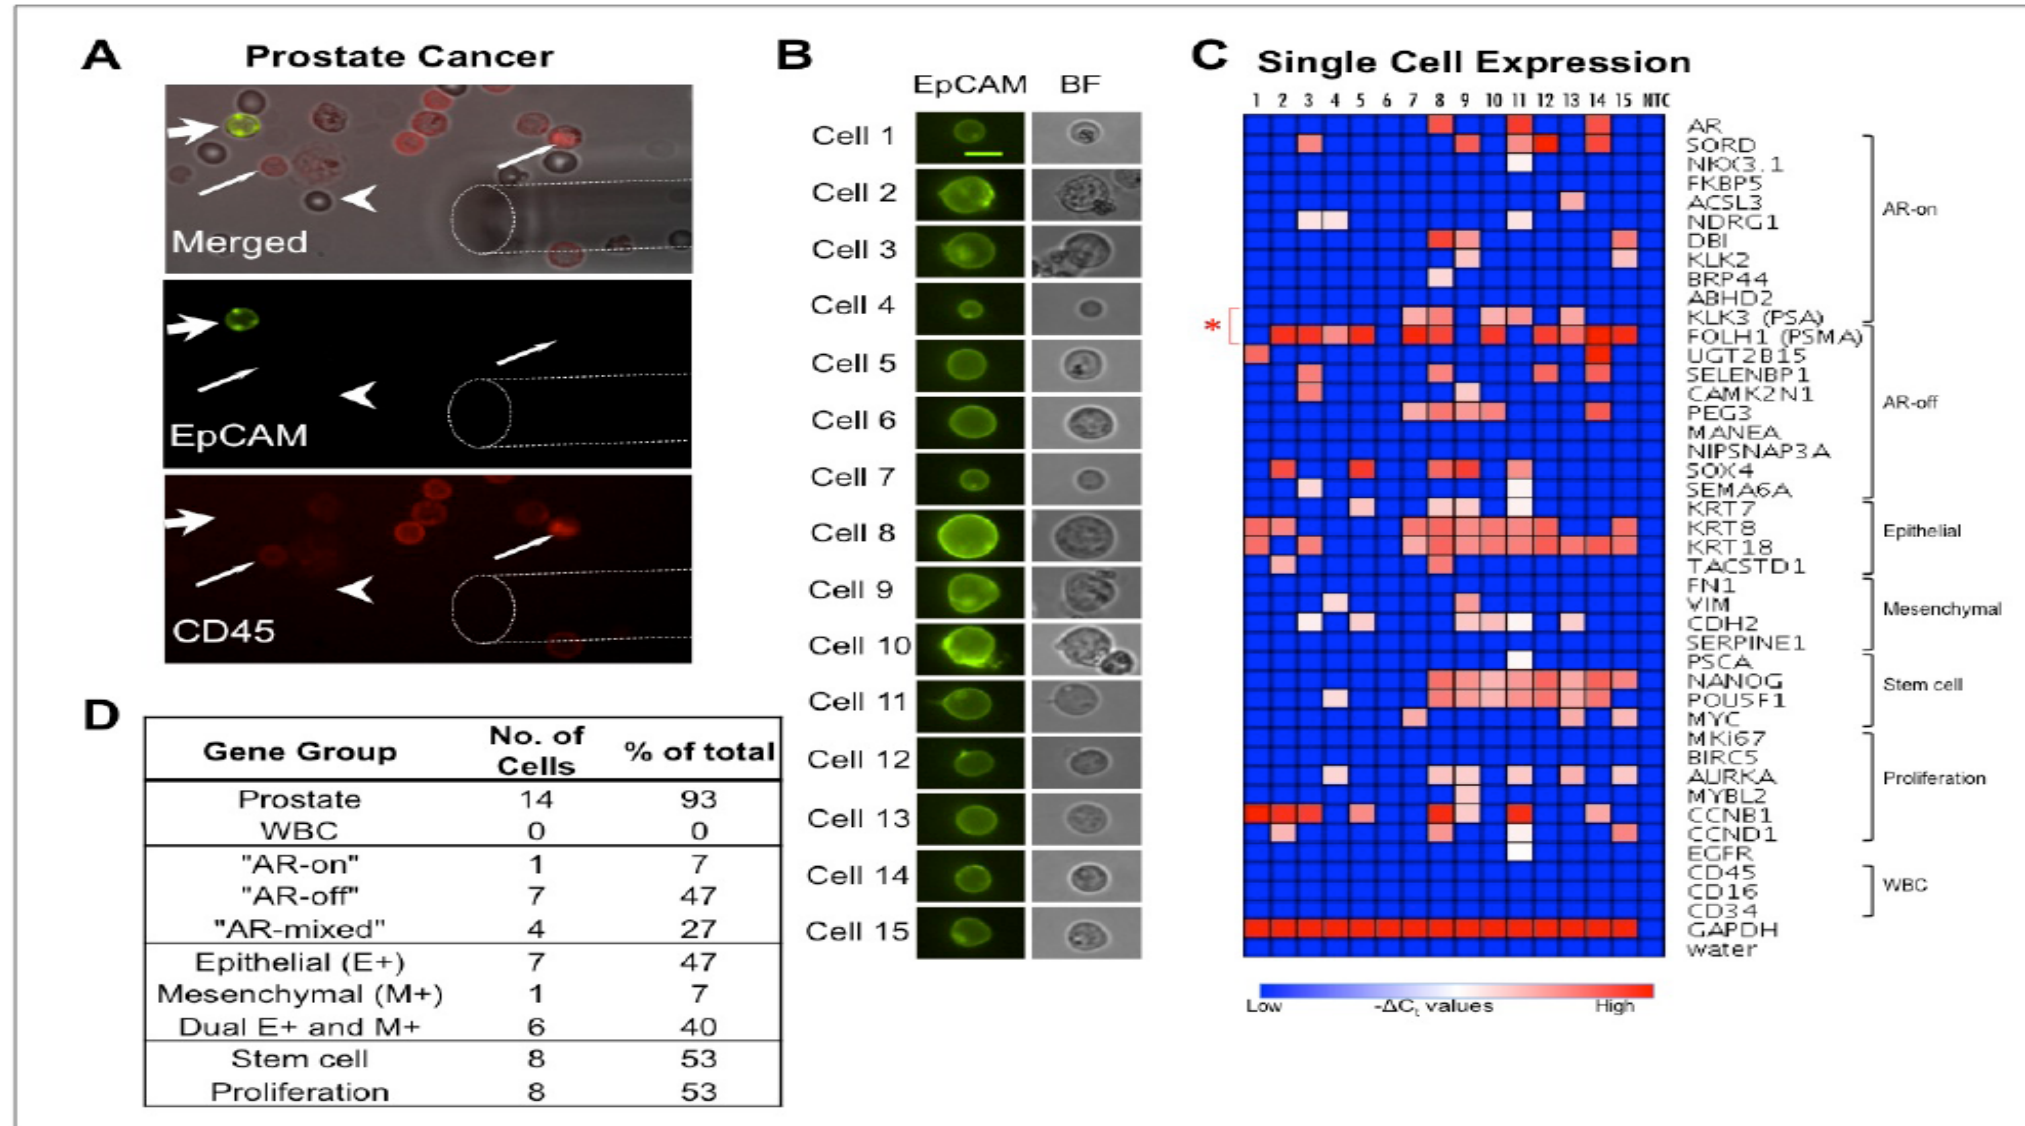 A
Prostate Cancer
Merged
EpCAM
CD45
B
EpCAM BF
Cell 1
Cell 2
Cell 3
Cell 4
Cell 5
Cell 6
Cell 7
Cell 8
Cell 9
Cell 10
Cell 11
Cell 12
Cell 13
Cell 14
Cell 15
C
Single Cell Expression
1 2 3 4 5 6 7 8 9 10 11 12 13 14 15 NTC
AR
SORD
NKX3.1
FKBP5
ACSL3
NDRG1
DBI
KLK2
BRP44
ABHD2
KLK3 (PSA)
*
FOLH1 (PSMA)
UGT2B15
SELENBP1
CAMK2N1
PEG3
MANEA
NIPSNAP3A
SOX4
SEMA6A
KRT7
KRT8
KRT18
TACSTD1
FN1
VIM
CDH2
SERPINE1
PSCA
NANOG
POU5F1
MYC
MKi67
BIRC5
AURKA
MYBL2
CCNB1
CCND1
EGFR
CD45
CD16
CD34
GAPDH
water
AR-on
AR-off
Epithelial
Mesenchymal
Stem cell
Proliferation
WBC
Low -ΔCt values High
D
Gene Group No. of Cells % of total
Prostate 14 93
WBC 0 0
"AR-on" 1 7
"AR-off" 7 47
"AR-mixed" 4 27
Epithelial (E+) 7 47
Mesenchymal (M+) 1 7
Dual E+ and M+ 6 40
Stem cell 8 53
Proliferation 8 53